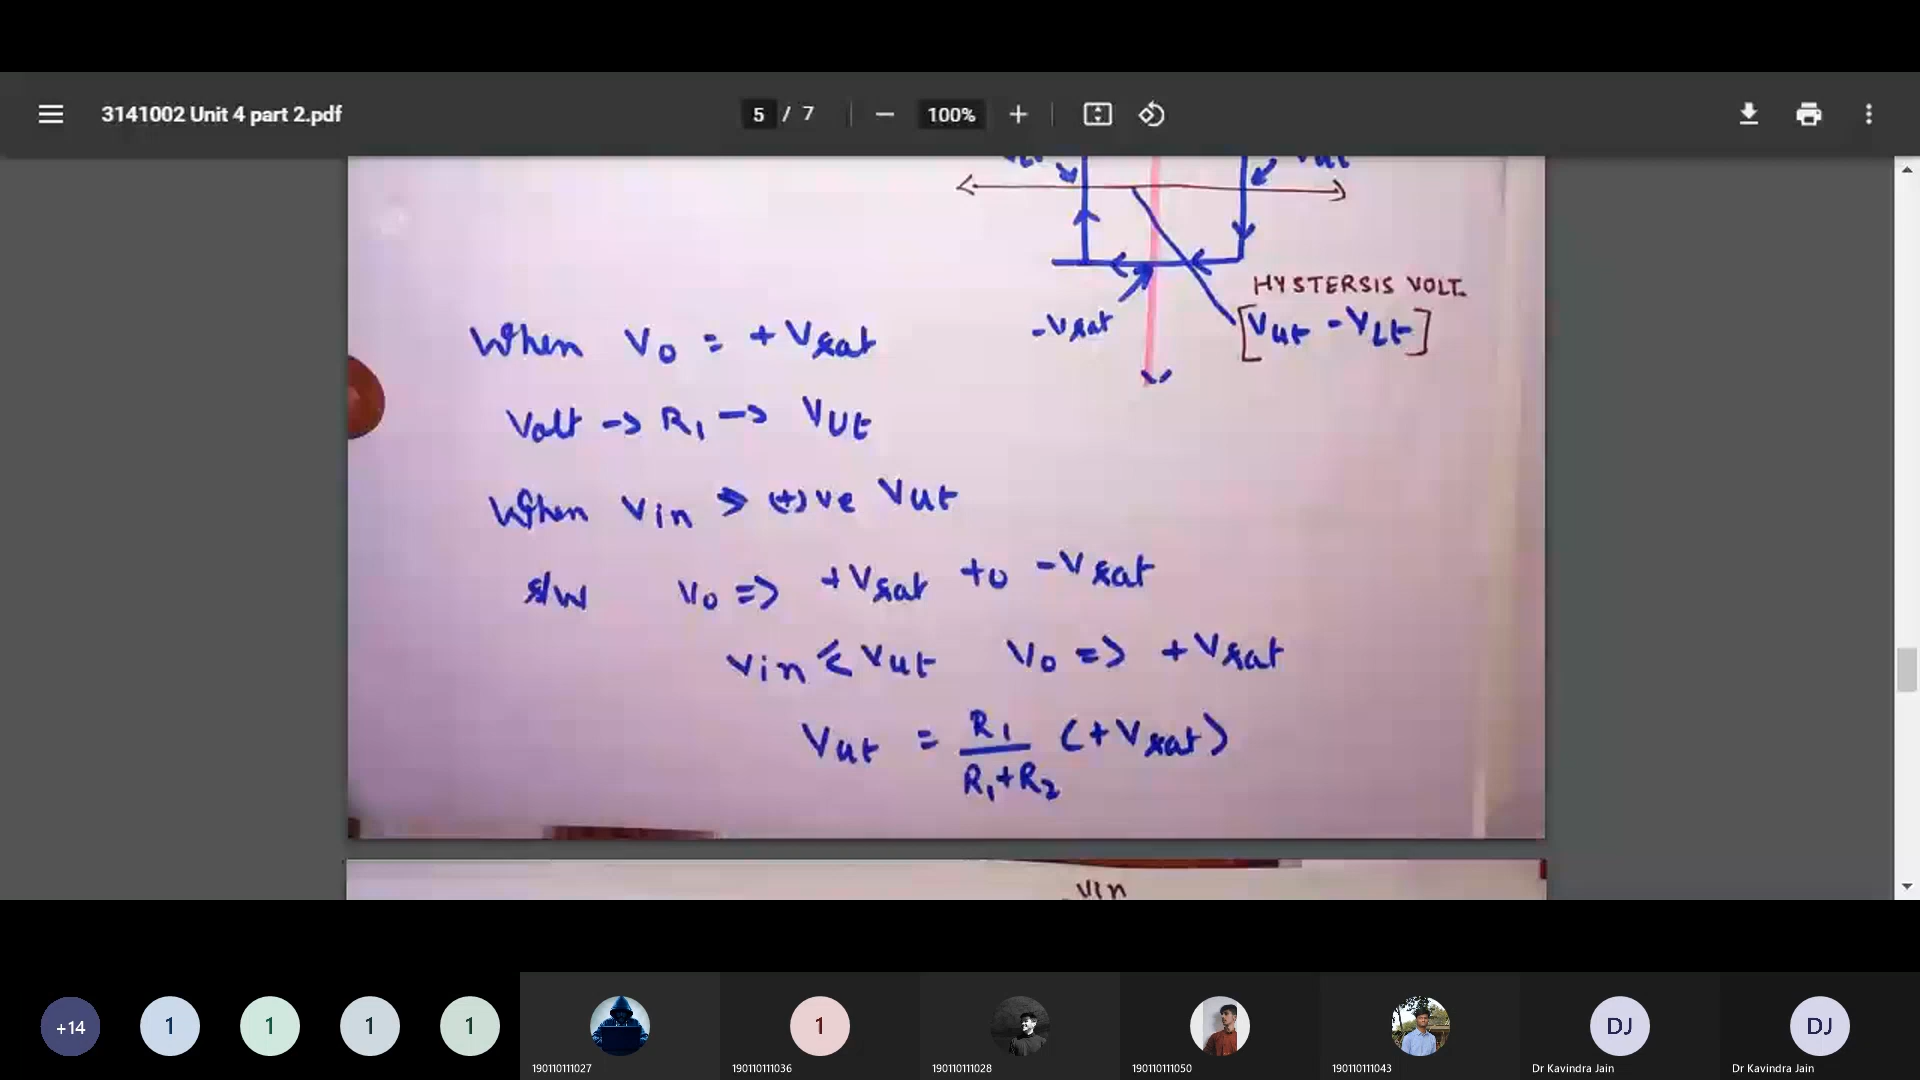 3141002 Unit 4 part 2.pdf
5 / 7
100%
HYSTERSIS VOLT.
-Vsat
[Vut - VLt]
When Vo = + Vsat
Volt -> R1 -> VUt
When Vin > (+)ve Vut
S/W Vo => +Vsat to -Vsat
Vin < Vut Vo => +Vsat
Vut = R1 / R1+R2 (+Vsat)
Vin
+14
1
1
1
1
1
DJ
DJ
190110111027
190110111036
190110111028
190110111050
190110111043
Dr Kavindra Jain
Dr Kavindra Jain